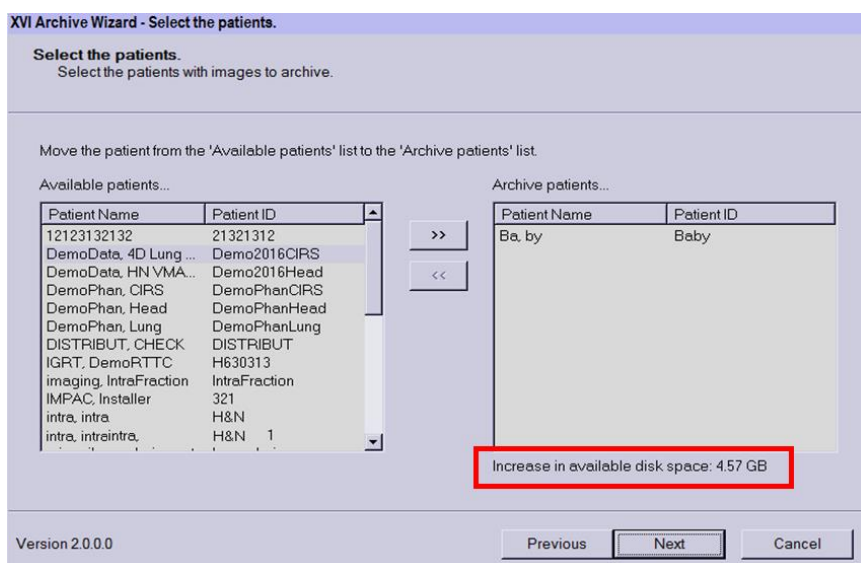 XVI Archive Wizard - Select the patients.
Select the patients.
Select the patients with images to archive.
Move the patient from the 'Available patients' list to the 'Archive patients' list.
Available patients...
Patient Name Patient ID
12123132132 21321312
DemoData, 4D Lung ... Demo2016CIRS
DemoData, HN VMA... Demo2016Head
DemoPhan, CIRS DemoPhanCIRS
DemoPhan, Head DemoPhanHead
DemoPhan, Lung DemoPhanLung
DISTRIBUT, CHECK DISTRIBUT
IGRT, DemoRTTC H630313
imaging, IntraFraction IntraFraction
IMPAC, Installer 321
intra, intra H&N
intra, intraintra, H&N 1
>>
<<
Archive patients...
Patient Name Patient ID
Ba, by Baby
Increase in available disk space: 4.57 GB
Version 2.0.0.0
Previous Next Cancel